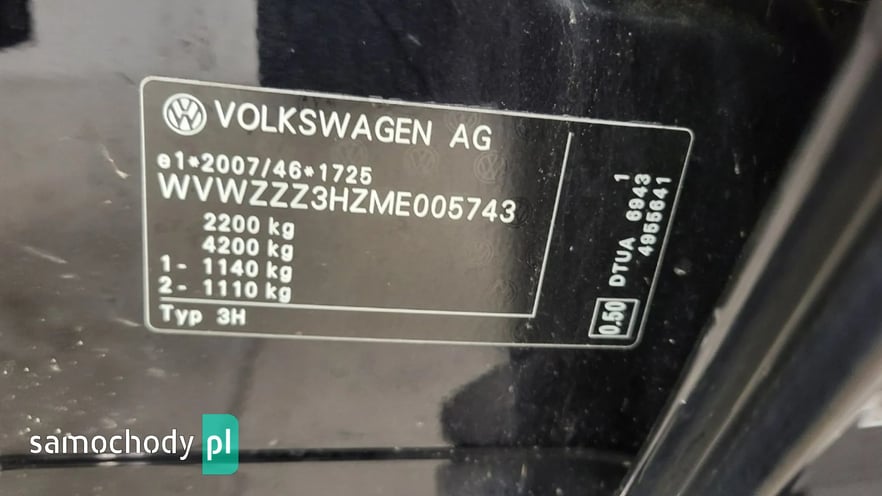 VOLKSWAGEN AG
e1*2007/46*1725
WVWZZZ3HZME005743
2200 kg
4200 kg
1- 1140 kg
2- 1110 kg
Typ 3H
0.50 DTUA 6943 1
4955641
samochody pl